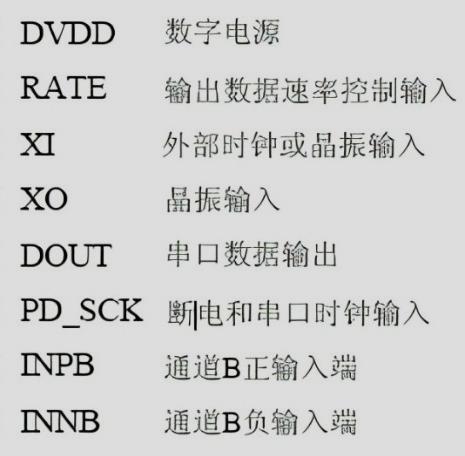 DVDD 数字电源
RATE 输出数据速率控制输入
XI 外部时钟或晶振输入
XO 晶振输入
DOUT 串口数据输出
PD_SCK 断电和串口时钟输入
INPB 通道B正输入端
INNB 通道B负输入端